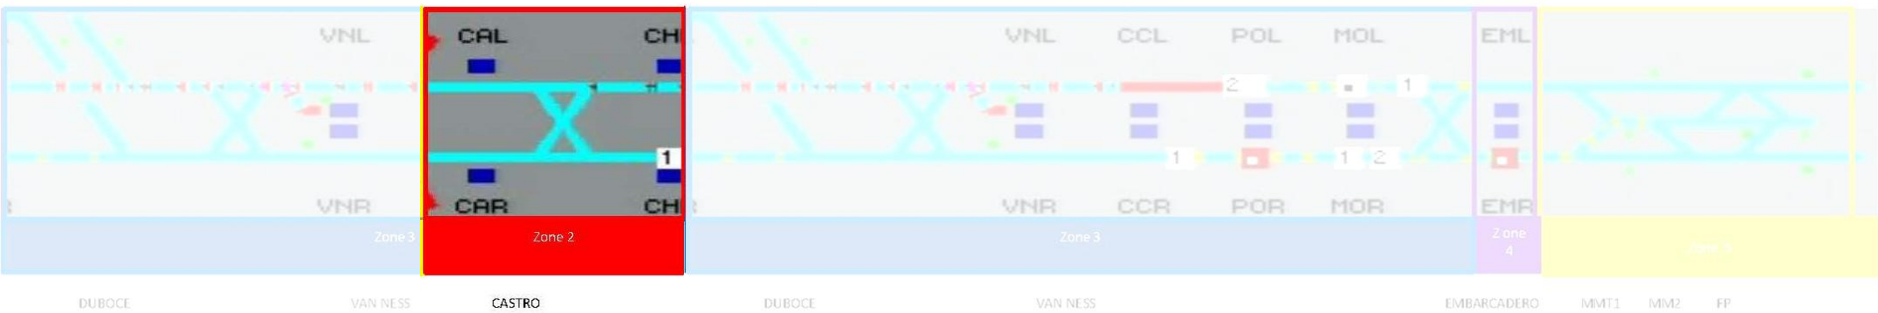 VNL CAL CH VNL CCL POL MOL EML
2 1
1 1 1 2
VNR CAR CH VNR CCR POR MOR EMR
Zone 3 Zone 2 Zone 3 Zone 4
DUBOCE VAN NESS CASTRO DUBOCE VAN NESS EMBARCADERO MMT1 MM2 FP